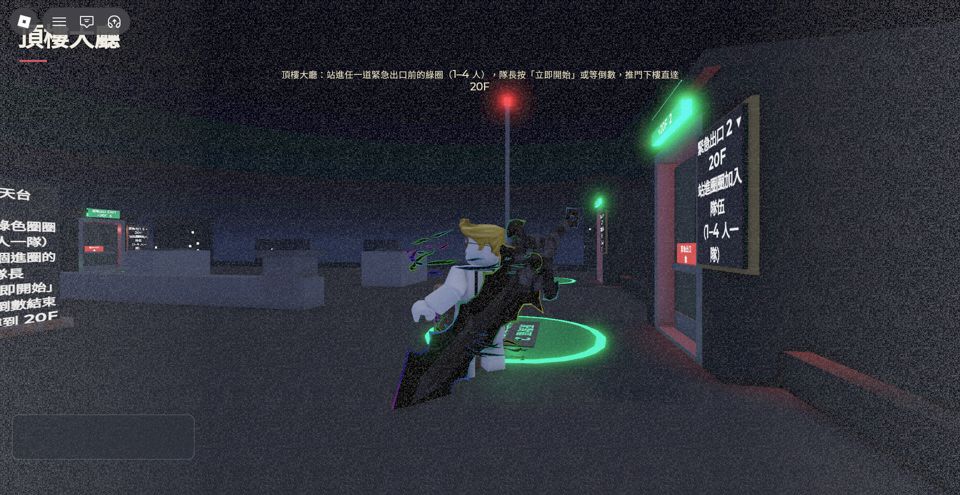 頂樓大廳
頂樓大廳：站進任一道緊急出口前的綠圈（1–4 人），隊長按「立即開始」或等倒數，推門下樓直達
20F
緊急出口 2 ▼
20F
站進圈圈加入
隊伍
(1–4 人一
隊)
天台
綠色圈圈
人一隊)
個進圈的
隊長
即開始」
倒數結束
到 20F